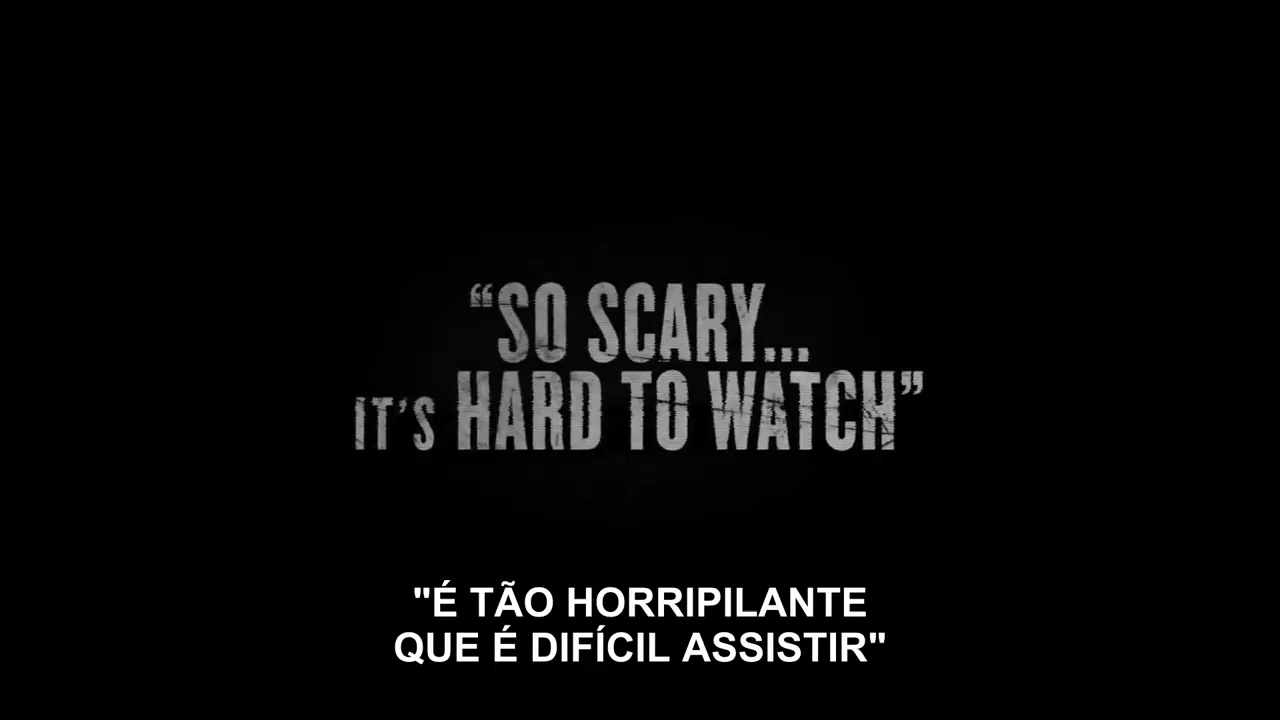 “SO SCARY...
IT’S HARD TO WATCH”
"É TÃO HORRIPILANTE
QUE É DIFÍCIL ASSISTIR"